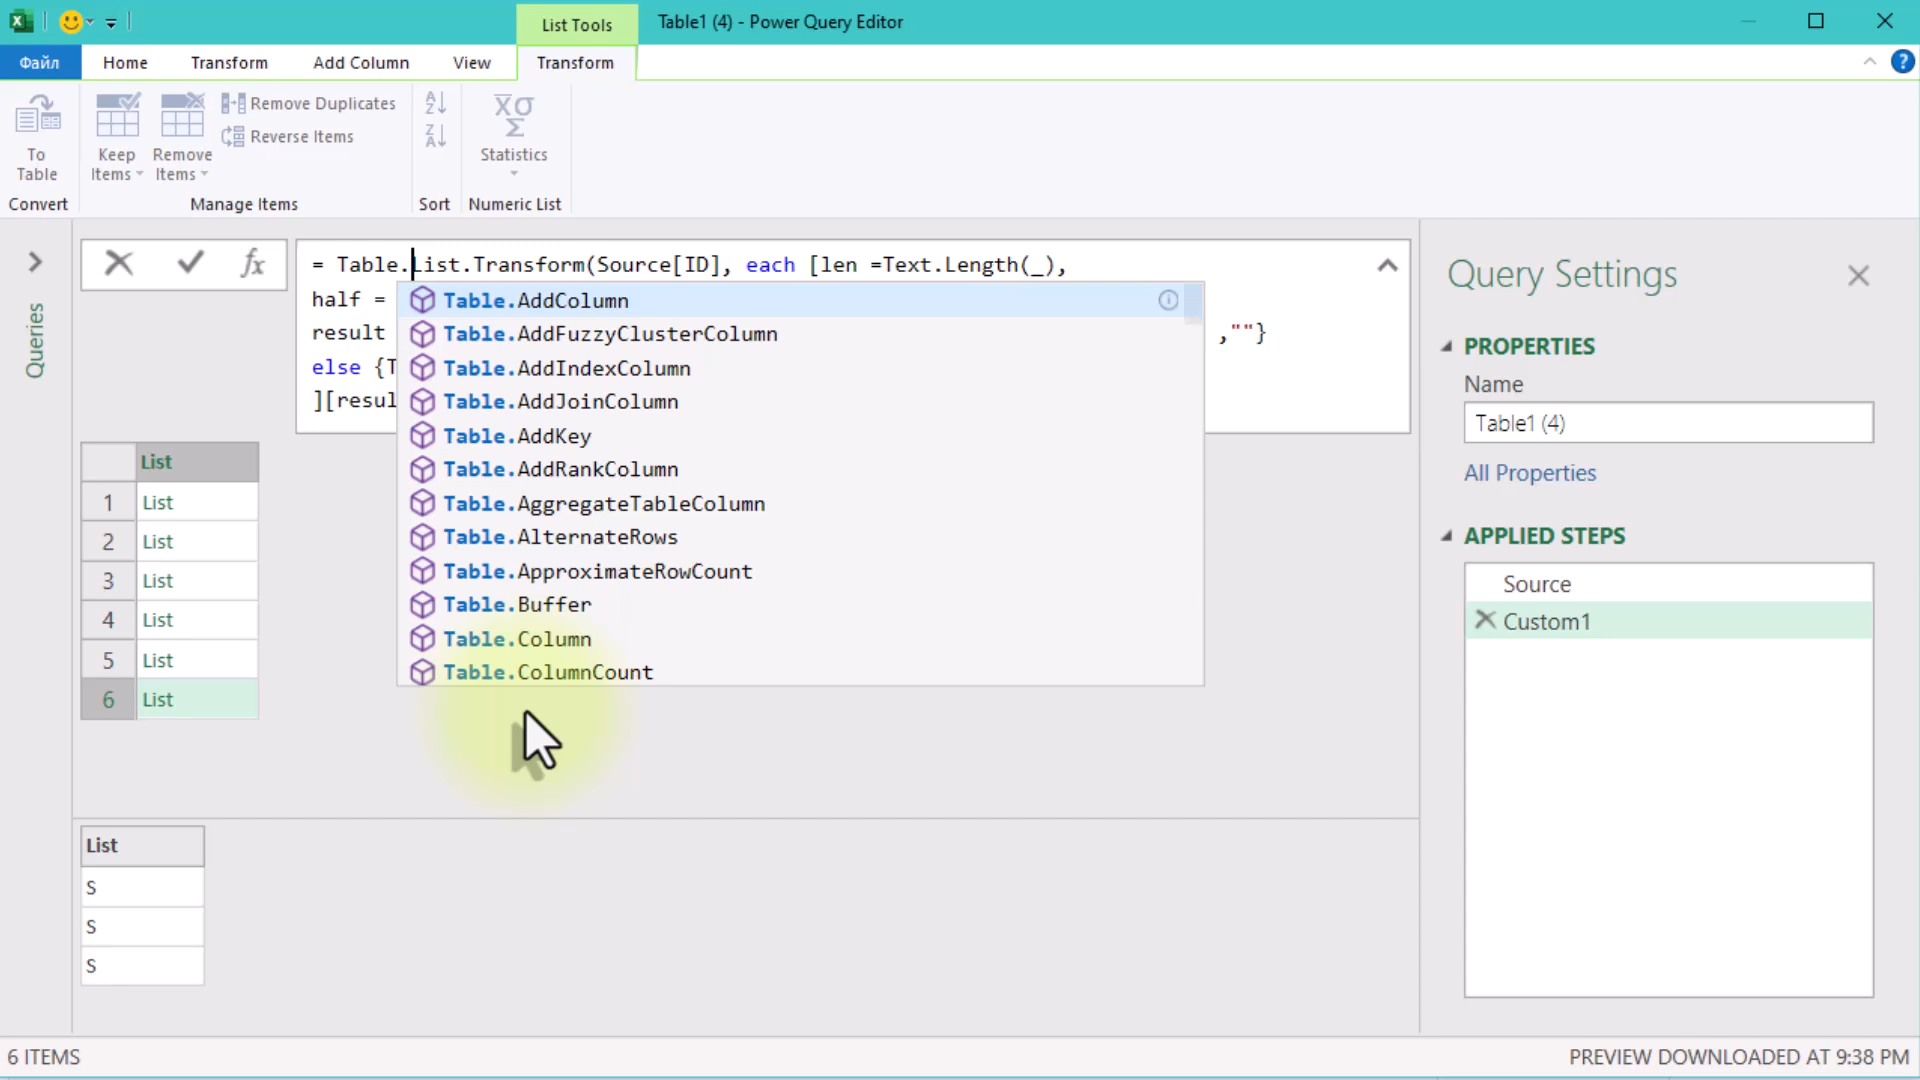 List Tools
Table1 (4) - Power Query Editor
Файл
Home
Transform
Add Column
View
Transform
To
Table
Keep
Items
Remove
Items
Remove Duplicates
Reverse Items
Statistics
Convert
Manage Items
Sort
Numeric List
= Table.List.Transform(Source[ID], each [len =Text.Length(_),
half =
result ,""}
else {T
][resul
Table.AddColumn
Table.AddFuzzyClusterColumn
Table.AddIndexColumn
Table.AddJoinColumn
Table.AddKey
Table.AddRankColumn
Table.AggregateTableColumn
Table.AlternateRows
Table.ApproximateRowCount
Table.Buffer
Table.Column
Table.ColumnCount
Queries
List
1 List
2 List
3 List
4 List
5 List
6 List
List
S
S
S
Query Settings
PROPERTIES
Name
Table1 (4)
All Properties
APPLIED STEPS
Source
Custom1
6 ITEMS
PREVIEW DOWNLOADED AT 9:38 PM